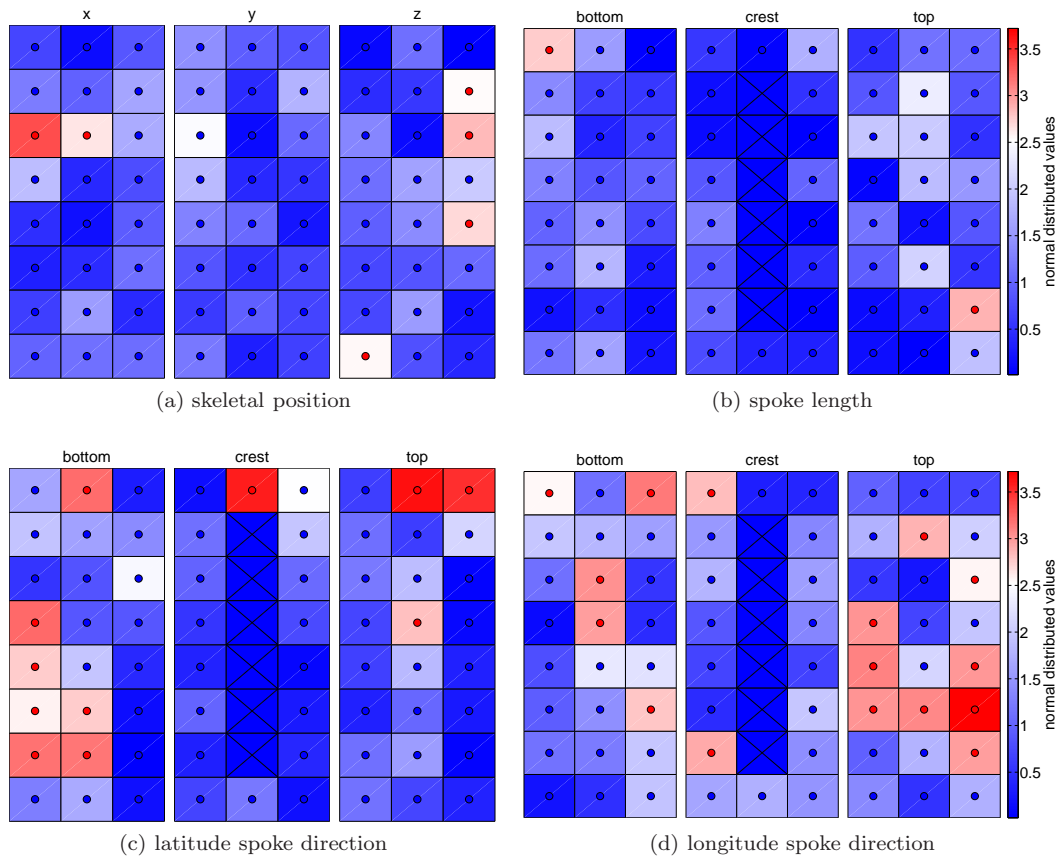 x y z
bottom crest top
3.5
3
2.5
2
1.5
1
0.5
normal distributed values
(a) skeletal position
(b) spoke length
bottom crest top
bottom crest top
3.5
3
2.5
2
1.5
1
0.5
normal distributed values
(c) latitude spoke direction
(d) longitude spoke direction